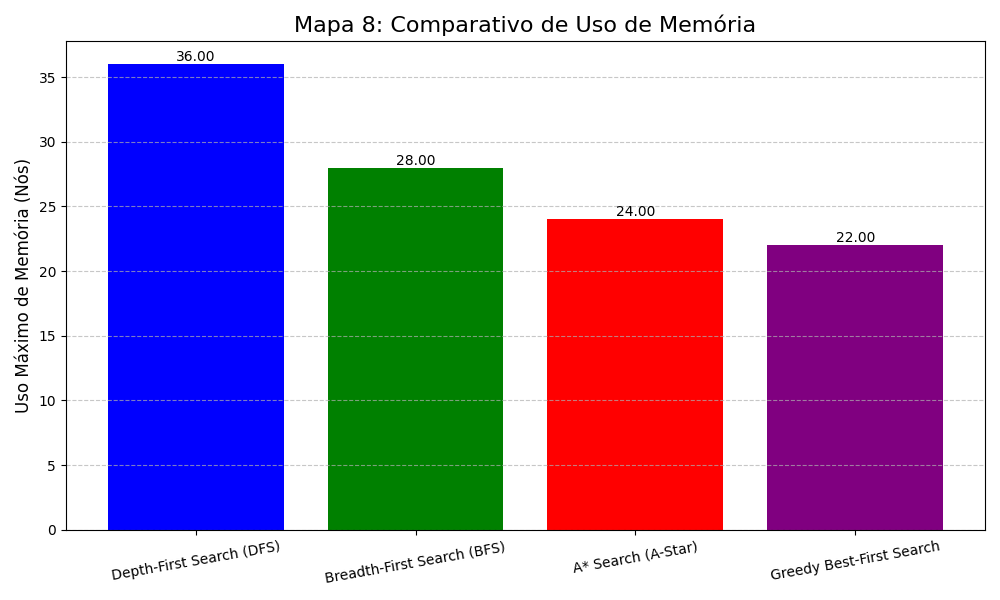 Mapa 8: Comparativo de Uso de Memória
Uso Máximo de Memória (Nós)
35
30
25
20
15
10
5
0
36.00
28.00
24.00
22.00
Depth-First Search (DFS)
Breadth-First Search (BFS)
A* Search (A-Star)
Greedy Best-First Search